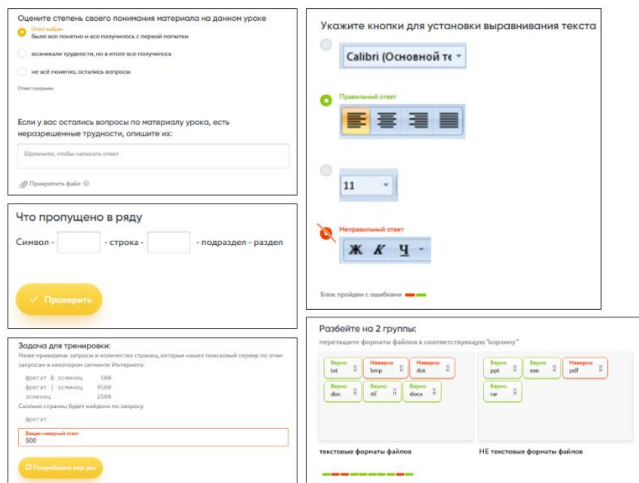 Оцените степень своего понимания материала на данном уроке
Ответ выбран
было все понятно и все получилось с первой попытки
возникали трудности, но в итоге все получилось
не всё понятно, остались вопросы
Ответ сохранен
Если у вас остались вопросы по материалу урока, есть
неразрешенные трудности, опишите их:
Щелкните, чтобы написать ответ
Прикрепить файл
Что пропущено в ряду
Символ - - строка - - подраздел - раздел
Проверить
Задача для тренировки:
Ниже приведены запросы и количество страниц, которые нашел поисковый сервер по этим
запросам в некотором сегменте Интернета:
фрегат & эсминец 500
фрегат | эсминец 4500
эсминец 2500
Сколько страниц будет найдено по запросу
фрегат
Введен неверный ответ
500
Попробовать еще раз
Укажите кнопки для установки выравнивания текста
Calibri (Основной те
Правильный ответ
11
Неправильный ответ
Ж К Ч
Блок пройден с ошибками
Разбейте на 2 группы:
перетащите форматы файлов в соответствующую "корзину"
Верно Неверно Неверно
txt bmp dot
Верно Верно Верно
doc rtf docx
Верно Верно Неверно
ppt exe pdf
Верно
rar
текстовые форматы файлов
НЕ текстовые форматы файлов